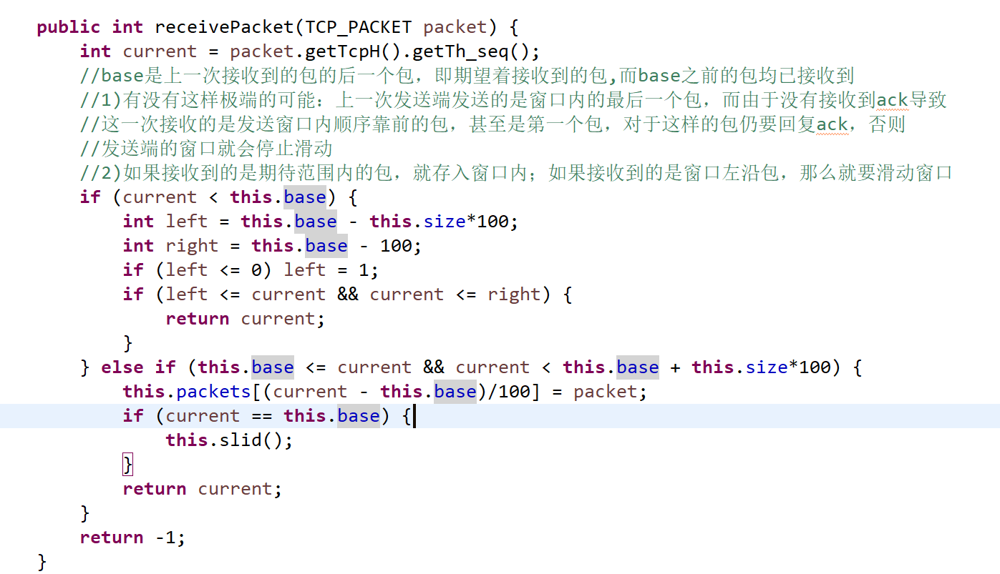 public int receivePacket(TCP_PACKET packet) {
    int current = packet.getTcpH().getTh_seq();
    //base是上一次接收到的包的后一个包，即期望着接收到的包,而base之前的包均已接收到
    //1)有没有这样极端的可能：上一次发送端发送的是窗口内的最后一个包，而由于没有接收到ack导致
    //这一次接收的是发送窗口内顺序靠前的包，甚至是第一个包，对于这样的包仍要回复ack，否则
    //发送端的窗口就会停止滑动
    //2)如果接收到的是期待范围内的包，就存入窗口内；如果接收到的是窗口左沿包，那么就要滑动窗口
    if (current < this.base) {
        int left = this.base - this.size*100;
        int right = this.base - 100;
        if (left <= 0) left = 1;
        if (left <= current && current <= right) {
            return current;
        }
    } else if (this.base <= current && current < this.base + this.size*100) {
        this.packets[(current - this.base)/100] = packet;
        if (current == this.base) {
            this.slid();
        }
        return current;
    }
    return -1;
}